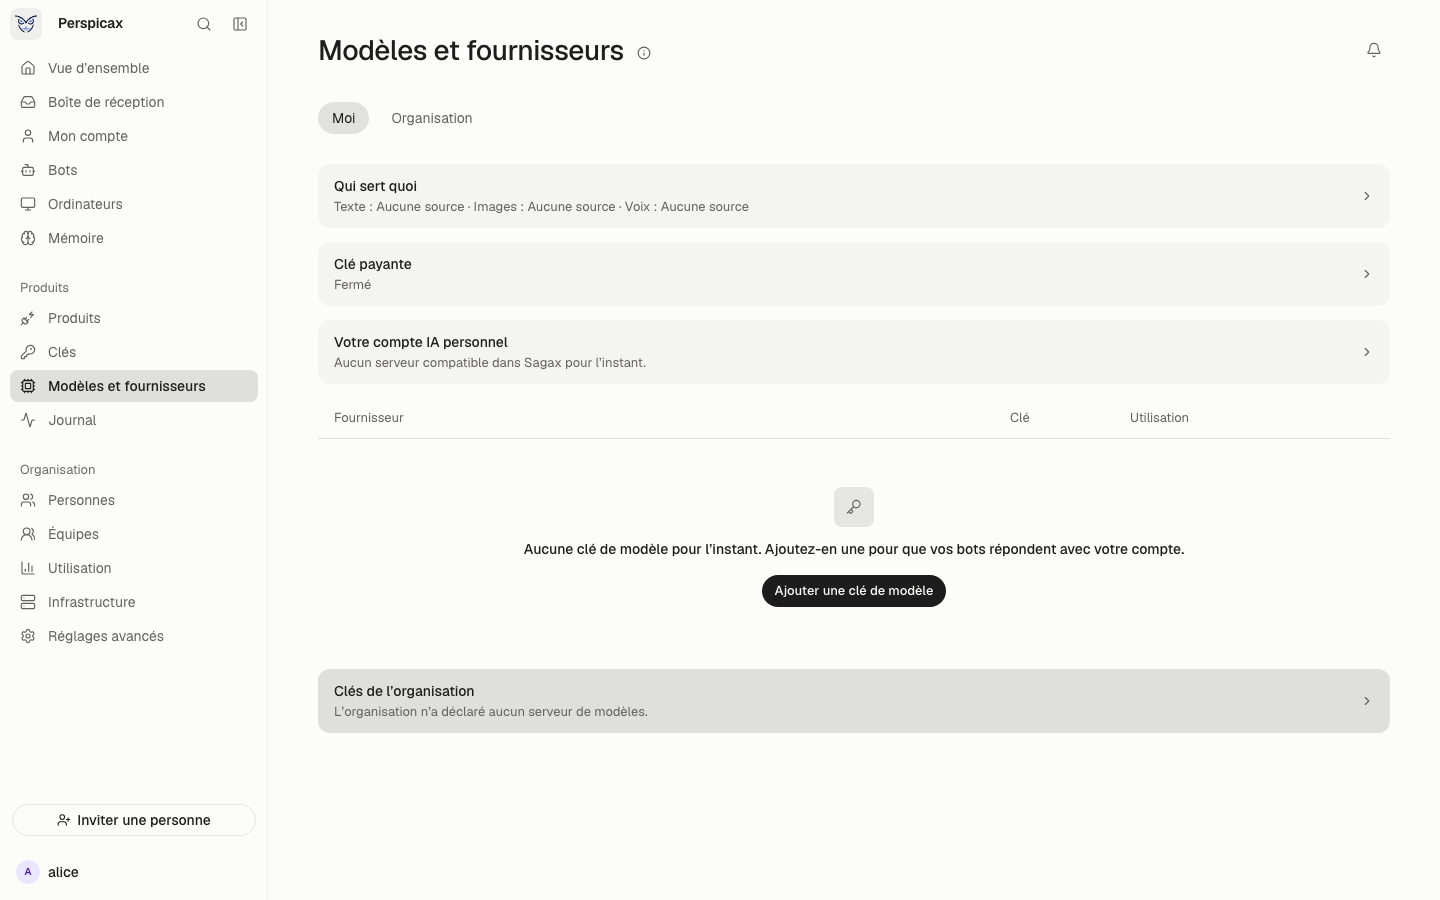 Perspicax
Vue d’ensemble
Boîte de réception
Mon compte
Bots
Ordinateurs
Mémoire
Produits
Produits
Clés
Modèles et fournisseurs
Journal
Organisation
Personnes
Équipes
Utilisation
Infrastructure
Réglages avancés
Inviter une personne
A alice
Modèles et fournisseurs
Moi Organisation
Qui sert quoi
Texte : Aucune source · Images : Aucune source · Voix : Aucune source
Clé payante
Fermé
Votre compte IA personnel
Aucun serveur compatible dans Sagax pour l’instant.
Fournisseur Clé Utilisation
Aucune clé de modèle pour l’instant. Ajoutez-en une pour que vos bots répondent avec votre compte.
Ajouter une clé de modèle
Clés de l’organisation
L’organisation n’a déclaré aucun serveur de modèles.